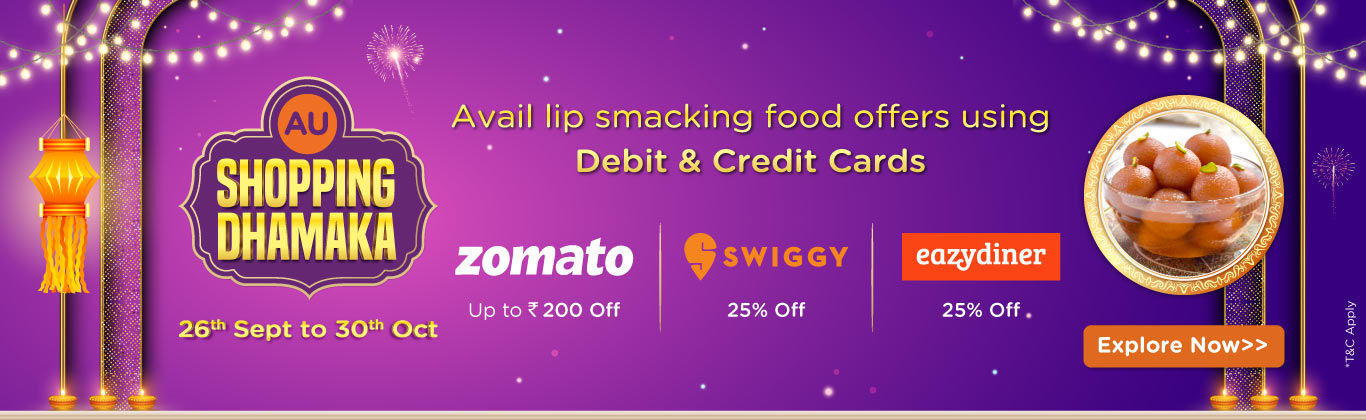 AU
SHOPPING
DHAMAKA
26th Sept to 30th Oct
Avail lip smacking food offers using
Debit & Credit Cards
zomato
Up to ₹ 200 Off
SWIGGY
25% Off
eazydiner
25% Off
Explore Now>>
*T&C Apply